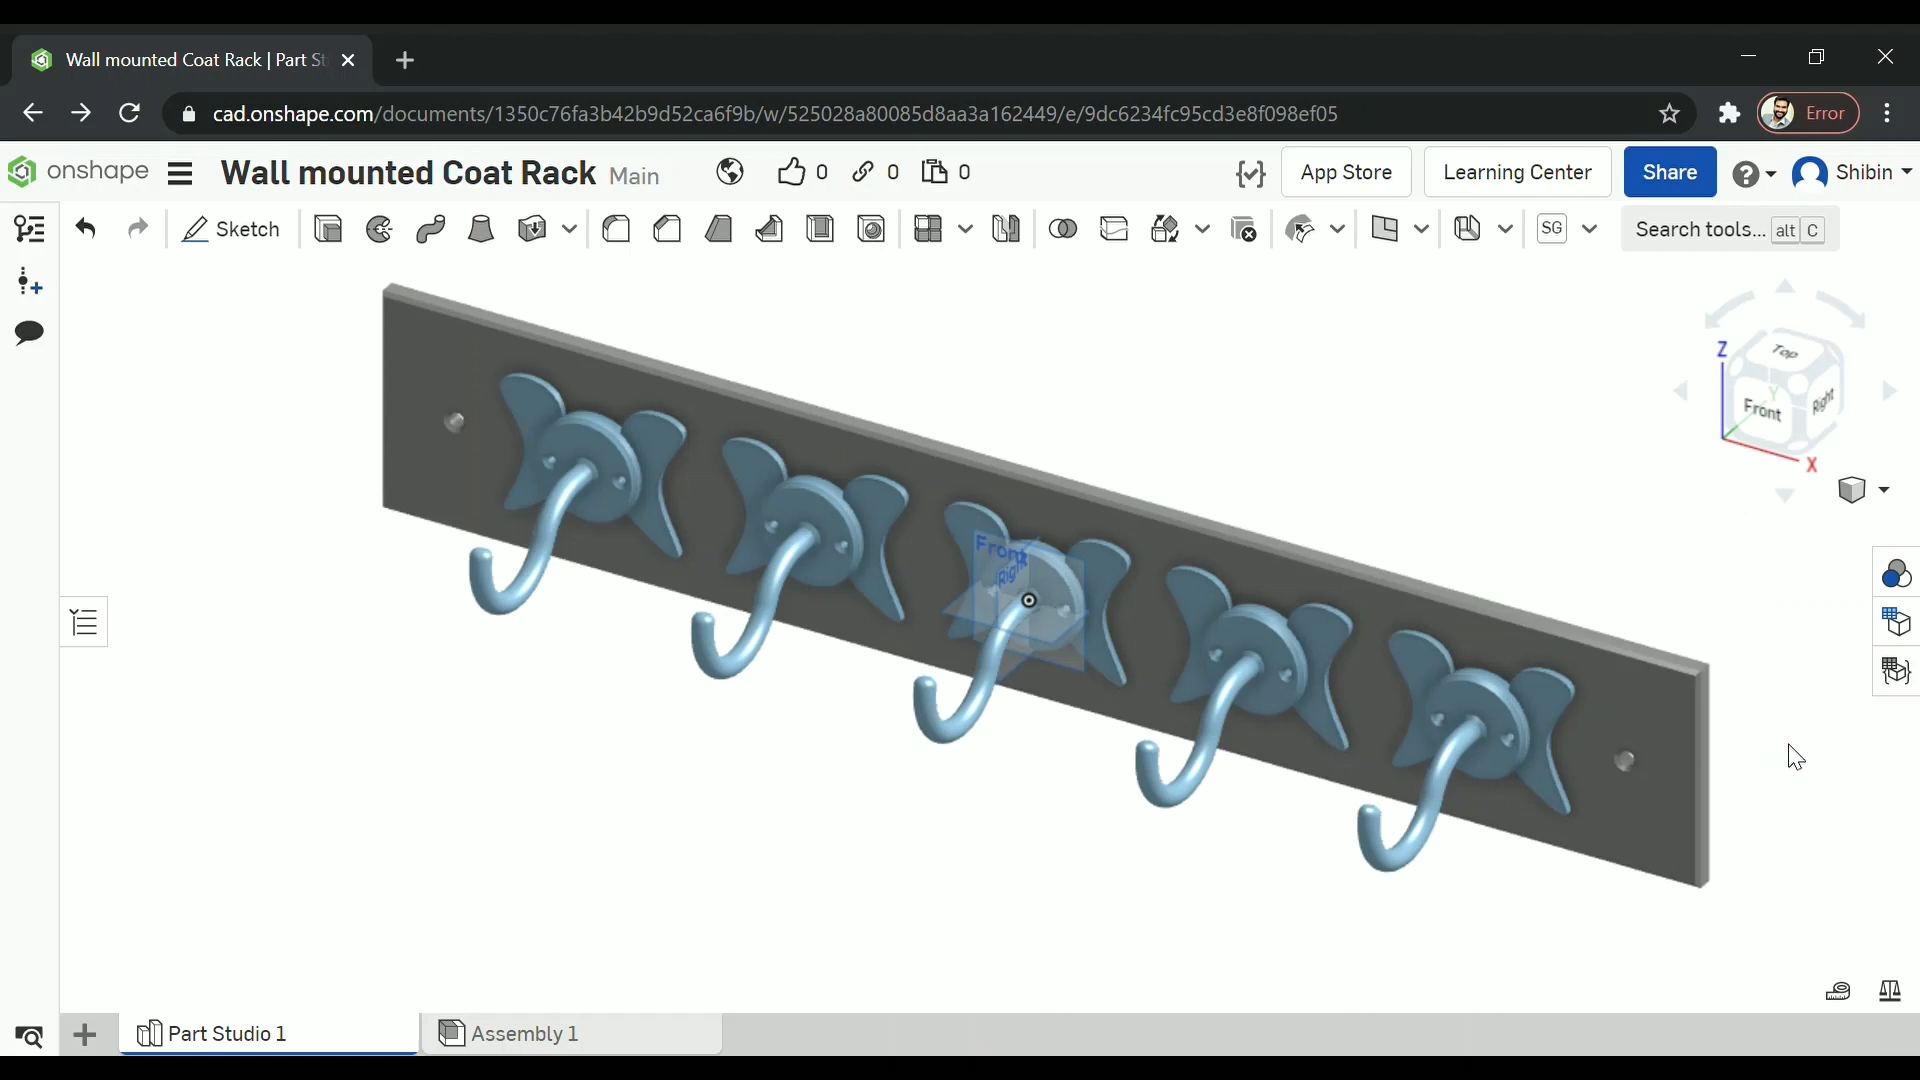 Wall mounted Coat Rack | Part St
cad.onshape.com/documents/1350c76fa3b42b9d52ca6f9b/w/525028a80085d8aa3a162449/e/9dc6234fc95cd3e8f098ef05
Error
onshape Wall mounted Coat Rack Main 0 0 0 App Store Learning Center Share Shibin
Sketch SG Search tools... alt C
Z Top
Front Y Right
X
Front
Right
Part Studio 1 Assembly 1